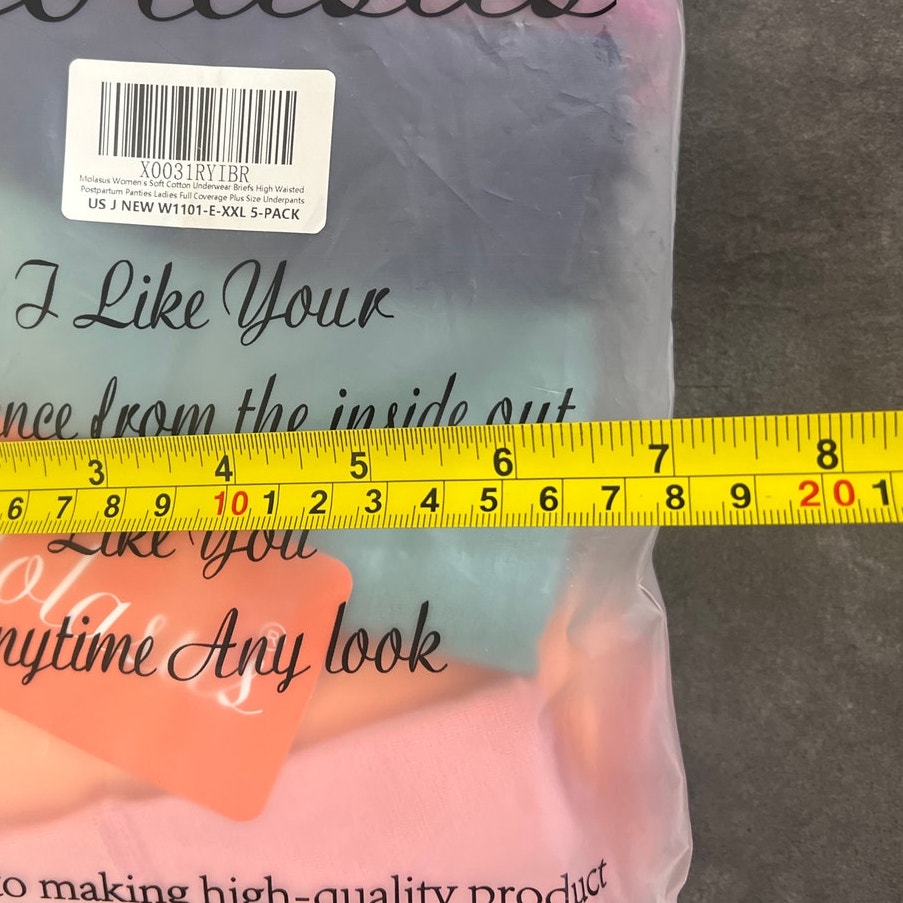 X0031RYIBR
Molasus Women s Soft Cotton Underwear Briefs High Waisted
Postpartum Panties Ladies Full Coverage Plus Size Underpants
US J NEW W1101-E-XXL 5-PACK
I Like Your
nce from the inside out
3 4 5 6 7 8
6 7 8 9 10 1 2 3 4 5 6 7 8 9 20 1
Like You
olasus®
nytime Any look
to making high-quality product